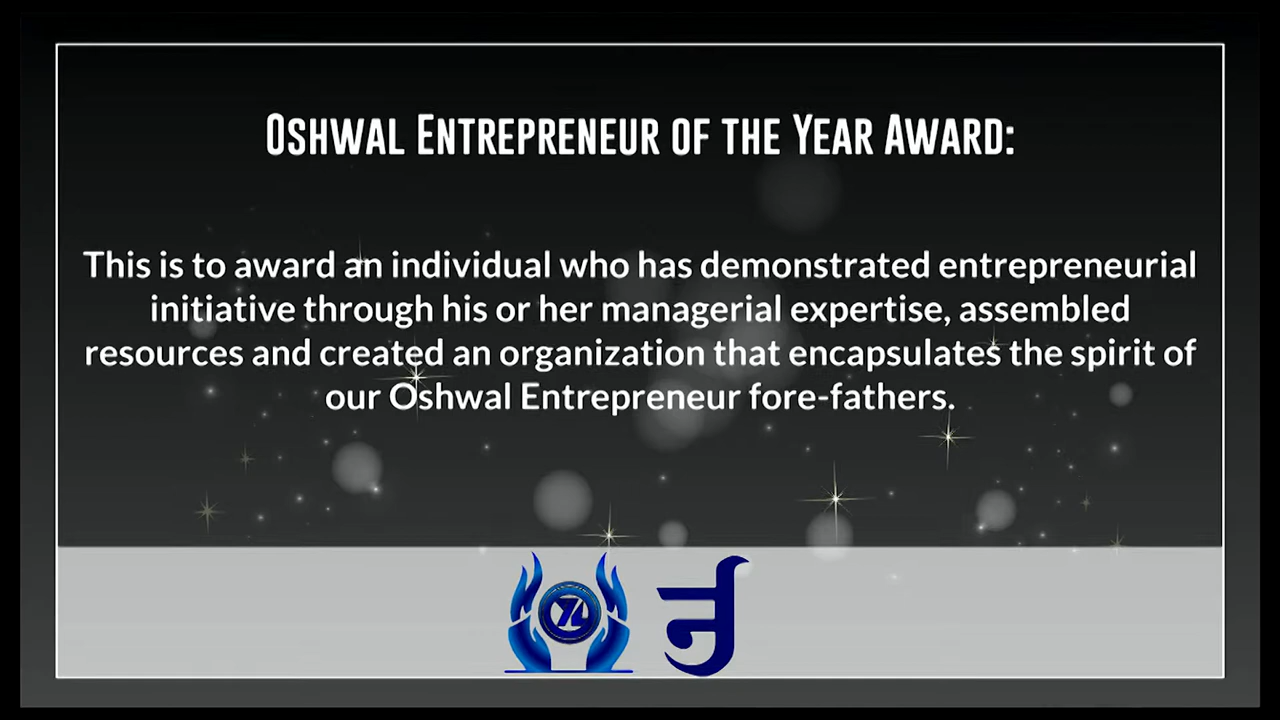 OSHWAL ENTREPRENEUR OF THE YEAR AWARD:
This is to award an individual who has demonstrated entrepreneurial
initiative through his or her managerial expertise, assembled
resources and created an organization that encapsulates the spirit of
our Oshwal Entrepreneur fore-fathers.